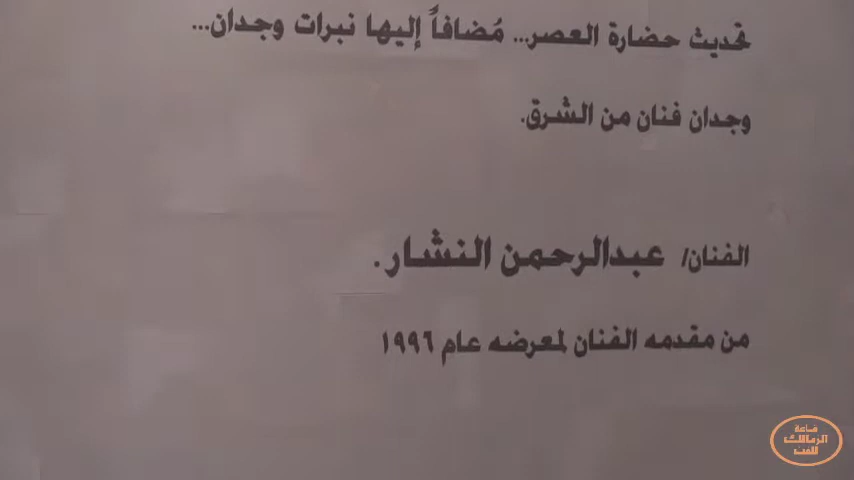 تحديث حضارة العصر... مُضافاً إليها نبرات وجدان...
وجدان فنان من الشرق.
الفنان/ عبدالرحمن النشار.
من مقدمه الفنان لمعرضه عام ١٩٩٦
قاعة
الزمالك
للفن